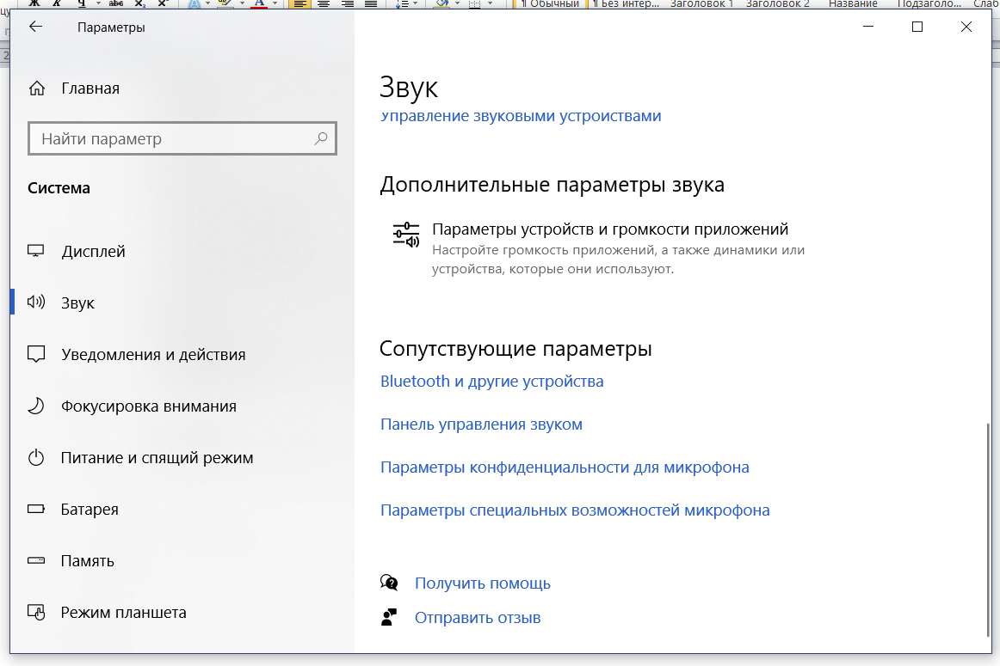 Ж К Ч abc
¶ Обычный ¶ Без интер... Заголовок 1 Заголовок 2 Название Подзаголо... Слаб
Параметры
Главная
Найти параметр
Система
Дисплей
Звук
Уведомления и действия
Фокусировка внимания
Питание и спящий режим
Батарея
Память
Режим планшета
Звук
Управление звуковыми устройствами
Дополнительные параметры звука
Параметры устройств и громкости приложений
Настройте громкость приложений, а также динамики или
устройства, которые они используют.
Сопутствующие параметры
Bluetooth и другие устройства
Панель управления звуком
Параметры конфиденциальности для микрофона
Параметры специальных возможностей микрофона
Получить помощь
Отправить отзыв